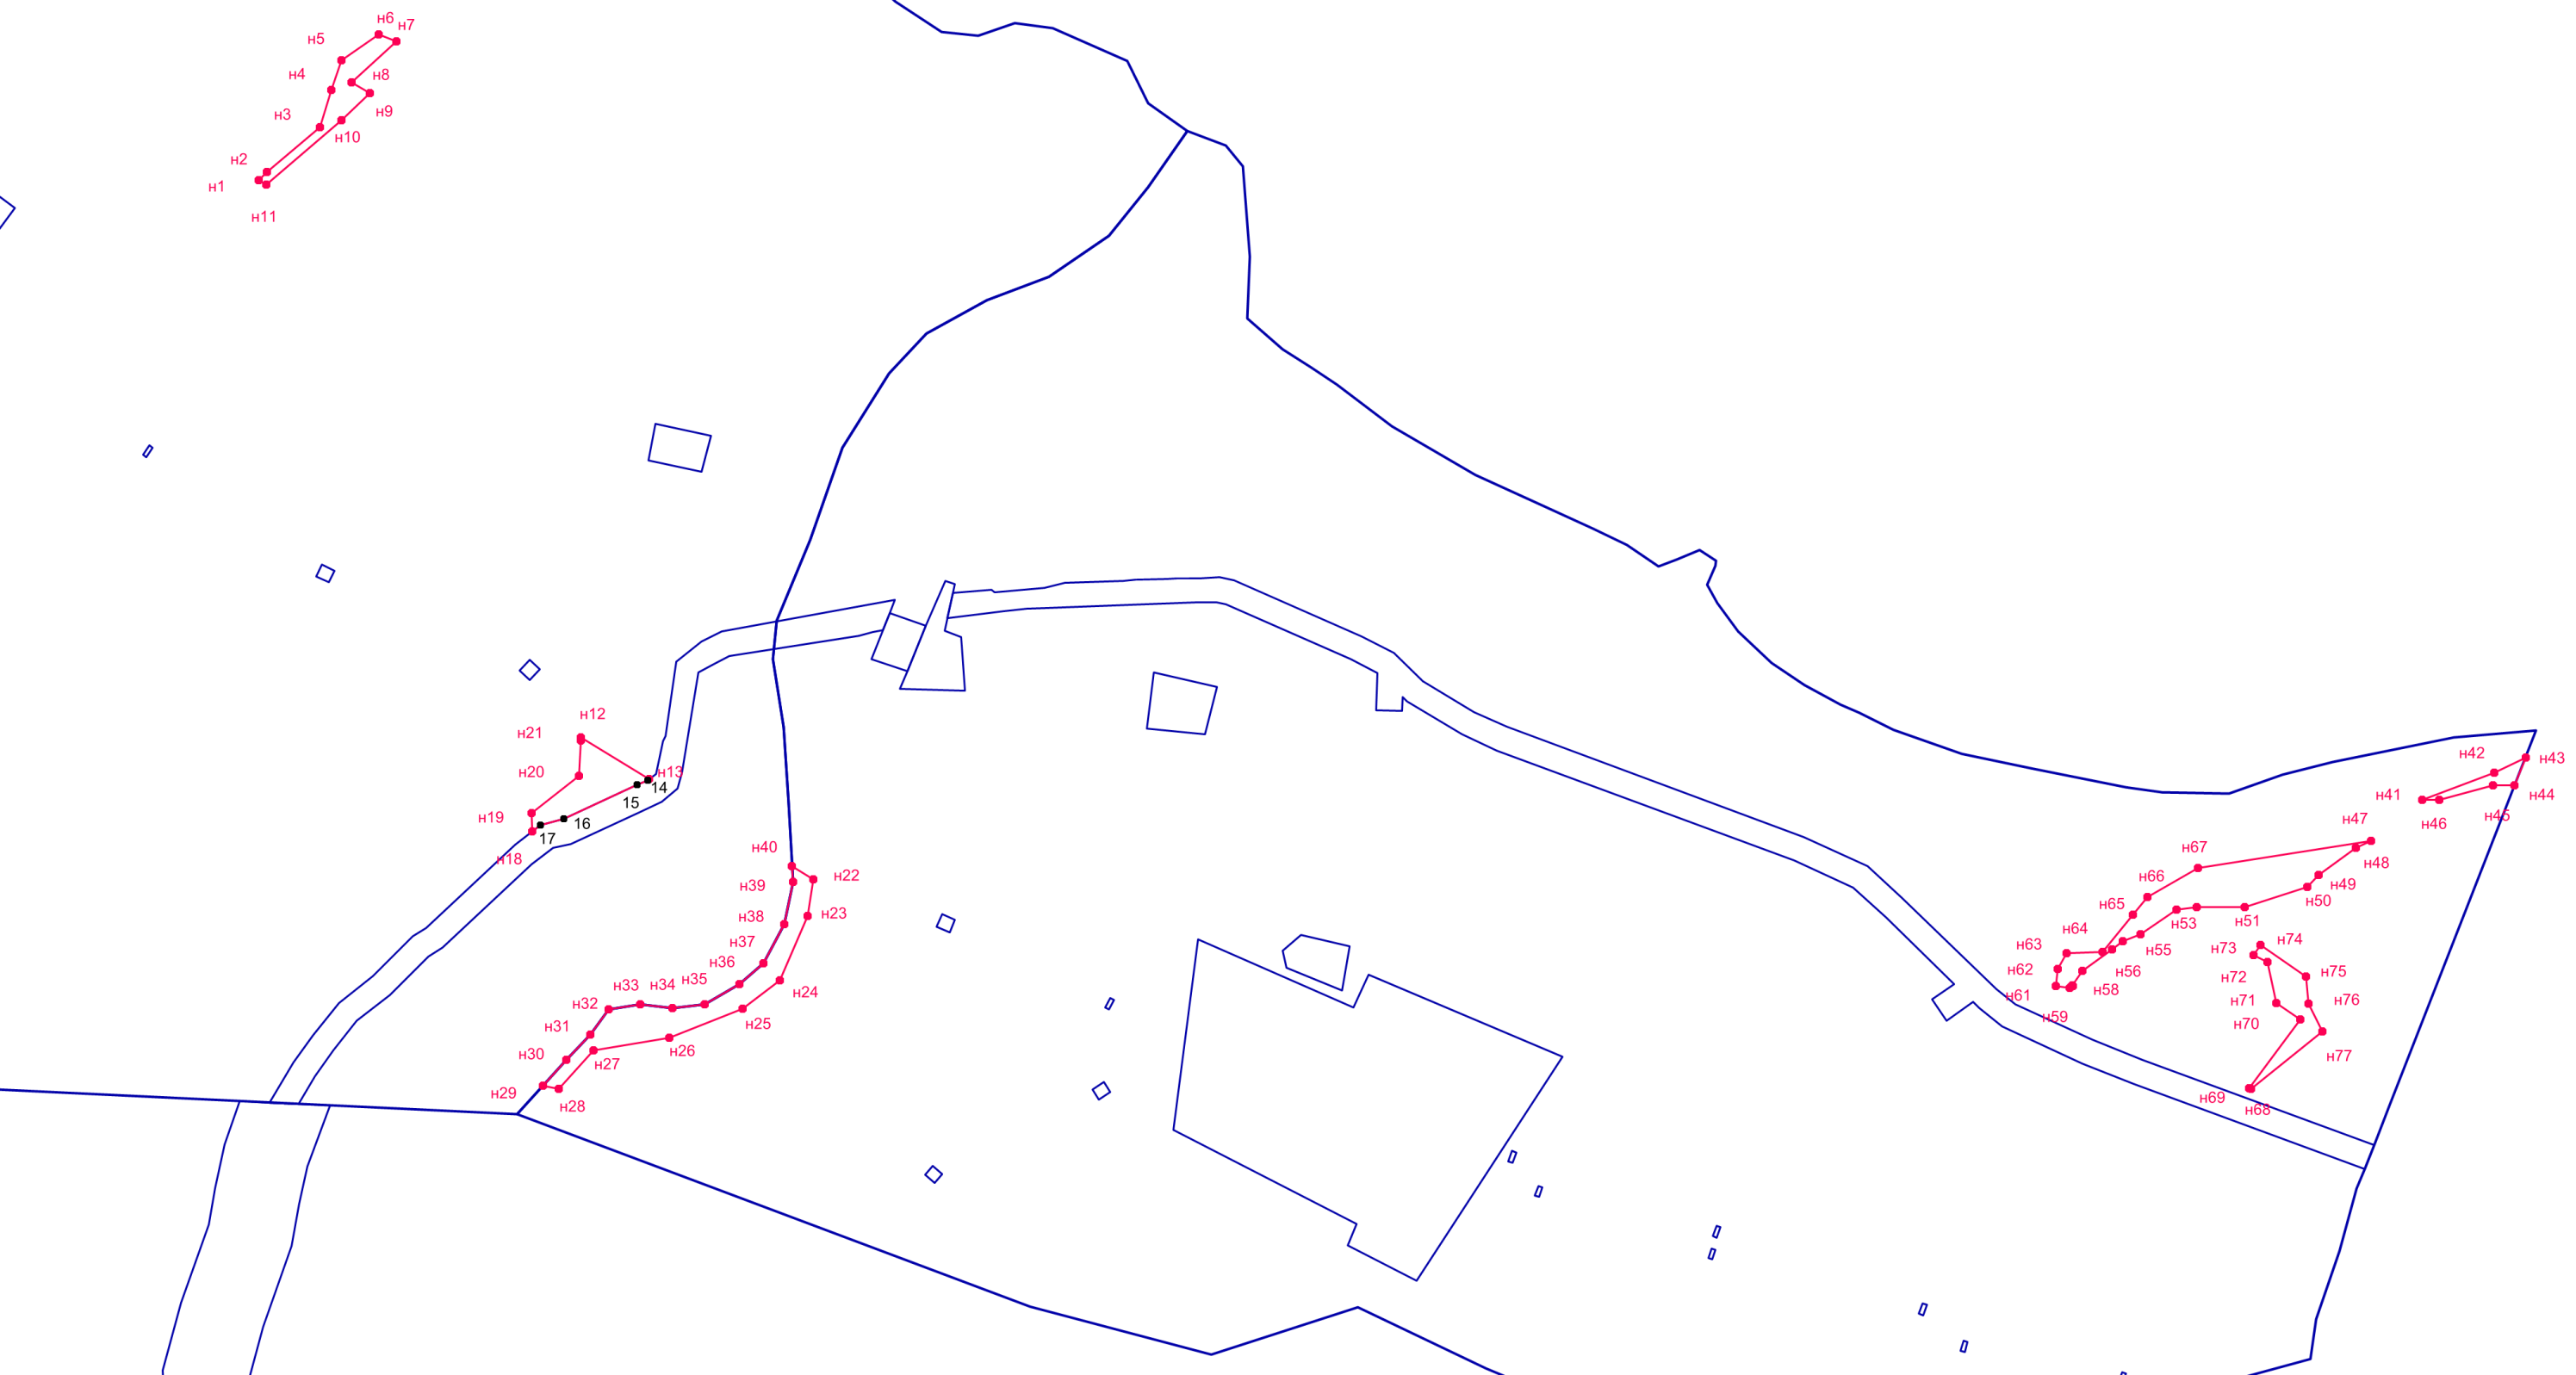 н6
н7
н5
н4
н8
н3
н9
н10
н2
н1
н11
н12
н21
н20
н13
14
15
н19
16
17
н18
н40
н39
н22
н38
н23
н37
н36
н35
н34
н33
н24
н32
н25
н31
н26
н30
н27
н29
н28
н42
н43
н41
н44
н45
н46
н47
н67
н48
н66
н49
н65
н50
н53
н51
н64
н63
н55
н74
н73
н62
н56
н75
н72
н61
н58
н71
н76
н59
н70
н77
н69
н68